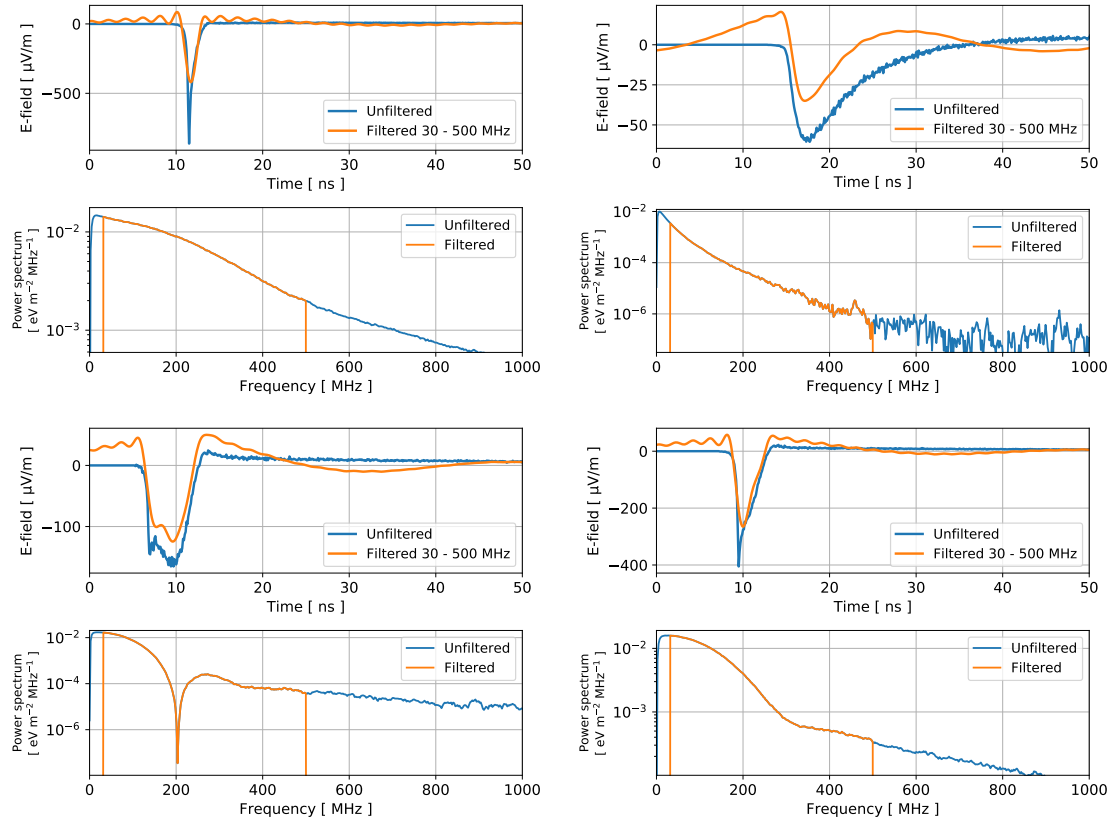 0
−500
E-field [ µV/m ]
Unfiltered
Filtered 30 - 500 MHz
0 10 20 30 40 50
Time [ ns ]
10⁻²
10⁻³
Power spectrum
[ eV m⁻² MHz⁻¹ ]
Unfiltered
Filtered
0 200 400 600 800 1000
Frequency [ MHz ]
0
−25
−50
E-field [ µV/m ]
Unfiltered
Filtered 30 - 500 MHz
0 10 20 30 40 50
Time [ ns ]
10⁻²
10⁻⁴
10⁻⁶
Power spectrum
[ eV m⁻² MHz⁻¹ ]
Unfiltered
Filtered
0 200 400 600 800 1000
Frequency [ MHz ]
0
−100
E-field [ µV/m ]
Unfiltered
Filtered 30 - 500 MHz
0 10 20 30 40 50
Time [ ns ]
10⁻²
10⁻⁴
10⁻⁶
Power spectrum
[ eV m⁻² MHz⁻¹ ]
Unfiltered
Filtered
0 200 400 600 800 1000
Frequency [ MHz ]
0
−200
−400
E-field [ µV/m ]
Unfiltered
Filtered 30 - 500 MHz
0 10 20 30 40 50
Time [ ns ]
10⁻²
10⁻³
Power spectrum
[ eV m⁻² MHz⁻¹ ]
Unfiltered
Filtered
0 200 400 600 800 1000
Frequency [ MHz ]